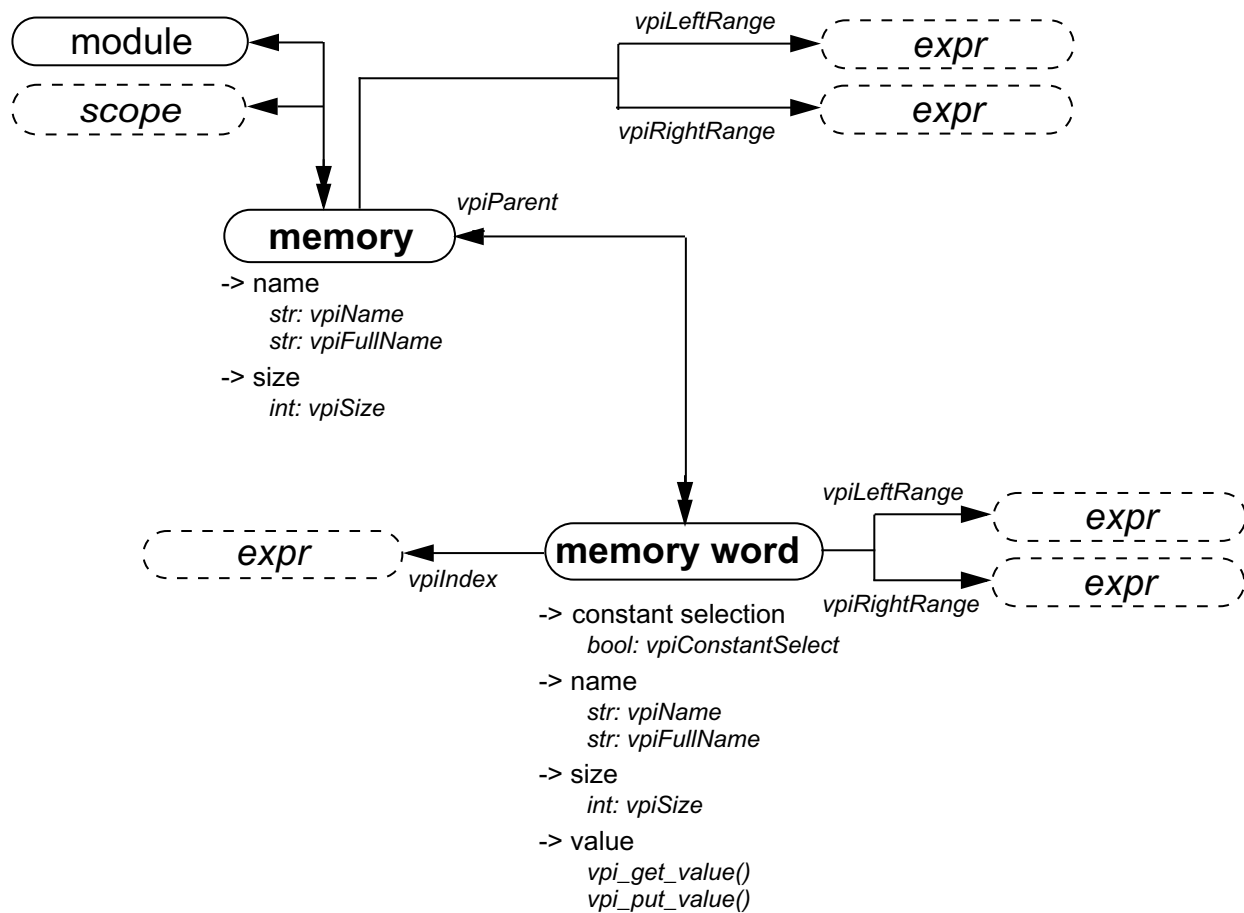 module
vpiLeftRange
expr
scope
expr
vpiRightRange
vpiParent
memory
-> name
str: vpiName
str: vpiFullName
-> size
int: vpiSize
vpiLeftRange
expr
expr
vpiIndex
memory word
expr
vpiRightRange
-> constant selection
bool: vpiConstantSelect
-> name
str: vpiName
str: vpiFullName
-> size
int: vpiSize
-> value
vpi_get_value()
vpi_put_value()